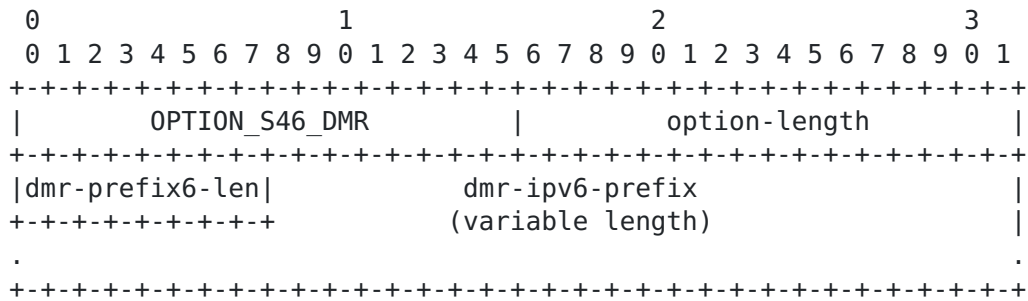 0                   1                   2                   3
 0 1 2 3 4 5 6 7 8 9 0 1 2 3 4 5 6 7 8 9 0 1 2 3 4 5 6 7 8 9 0 1
+-+-+-+-+-+-+-+-+-+-+-+-+-+-+-+-+-+-+-+-+-+-+-+-+-+-+-+-+-+-+-+-+
|        OPTION_S46_DMR         |         option-length         |
+-+-+-+-+-+-+-+-+-+-+-+-+-+-+-+-+-+-+-+-+-+-+-+-+-+-+-+-+-+-+-+-+
|dmr-prefix6-len|            dmr-ipv6-prefix                    |
+-+-+-+-+-+-+-+-+           (variable length)                   |
.                                                               .
+-+-+-+-+-+-+-+-+-+-+-+-+-+-+-+-+-+-+-+-+-+-+-+-+-+-+-+-+-+-+-+-+